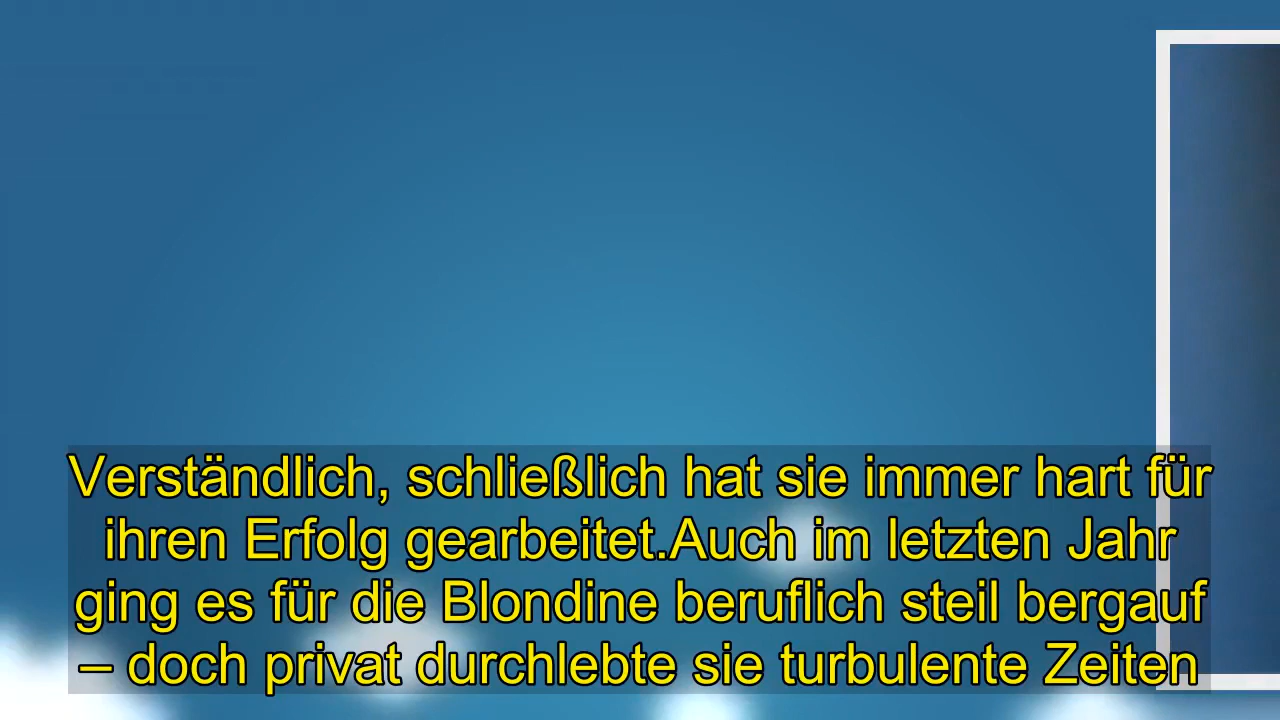 Verständlich, schließlich hat sie immer hart für
ihren Erfolg gearbeitet.Auch im letzten Jahr
ging es für die Blondine beruflich steil bergauf
– doch privat durchlebte sie turbulente Zeiten